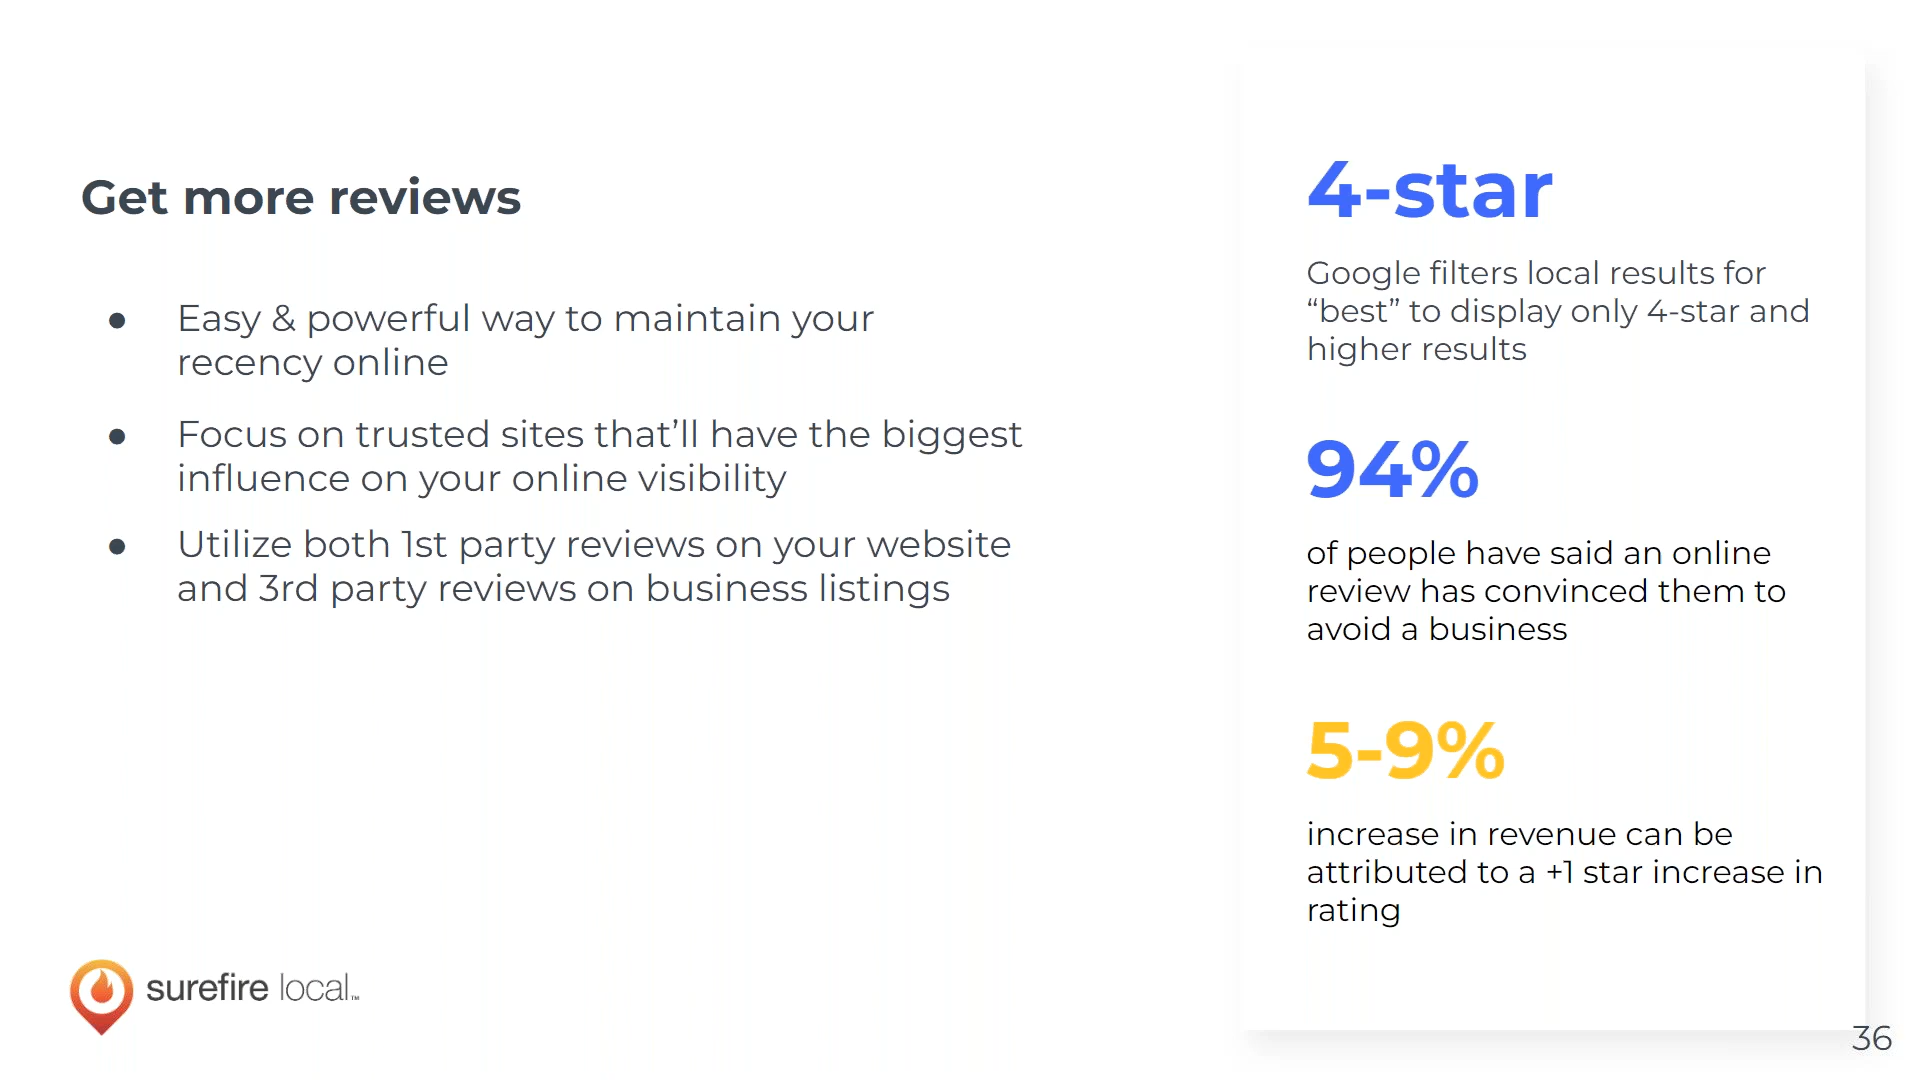 Get more reviews
● Easy & powerful way to maintain your
recency online
● Focus on trusted sites that’ll have the biggest
influence on your online visibility
● Utilize both 1st party reviews on your website
and 3rd party reviews on business listings
4-star
Google filters local results for
“best” to display only 4-star and
higher results
94%
of people have said an online
review has convinced them to
avoid a business
5-9%
increase in revenue can be
attributed to a +1 star increase in
rating
surefire local™
36